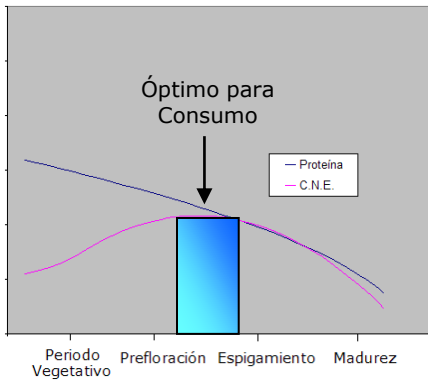 Óptimo para
Consumo
Proteína
C.N.E.
Periodo
Vegetativo
Prefloración
Espigamiento
Madurez